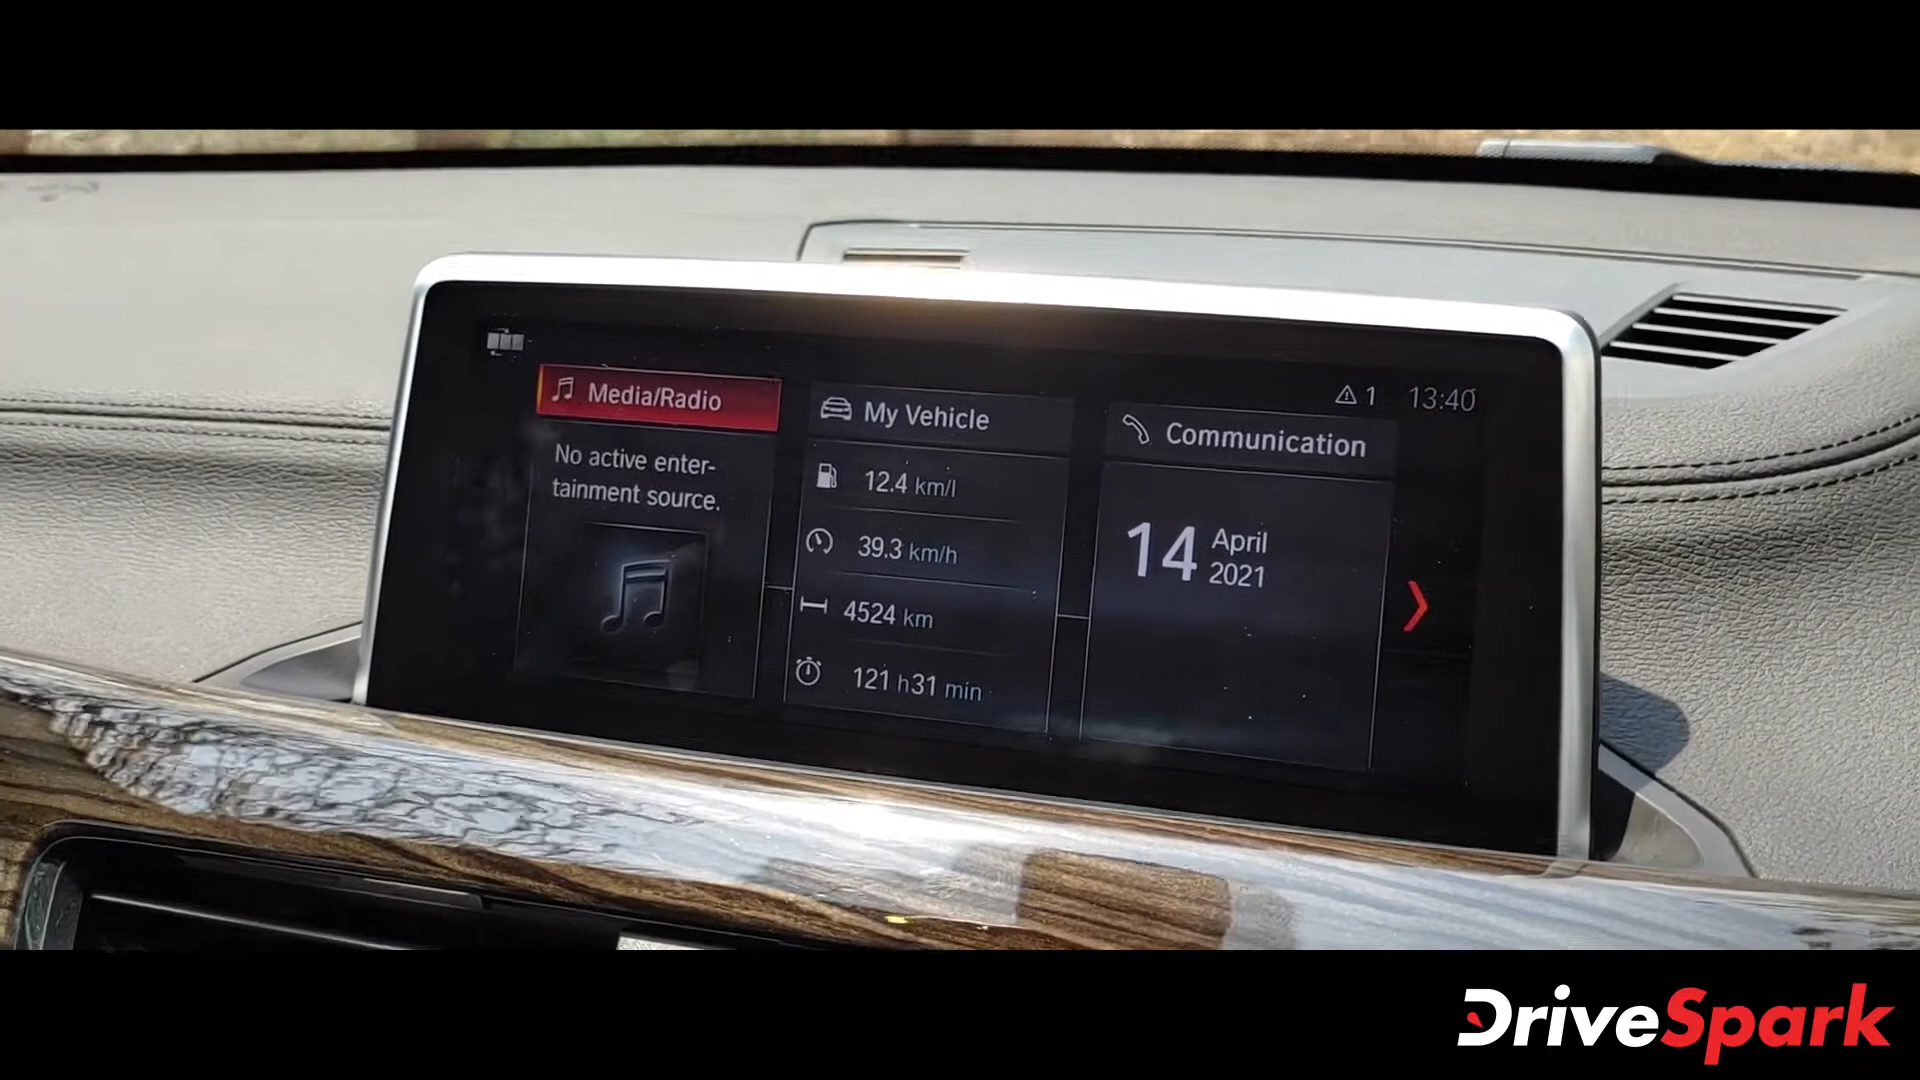 1 13:40
Media/Radio
No active enter-
tainment source.
My Vehicle
12.4 km/l
39.3 km/h
4524 km
121 h31 min
Communication
14 April
2021
DriveSpark